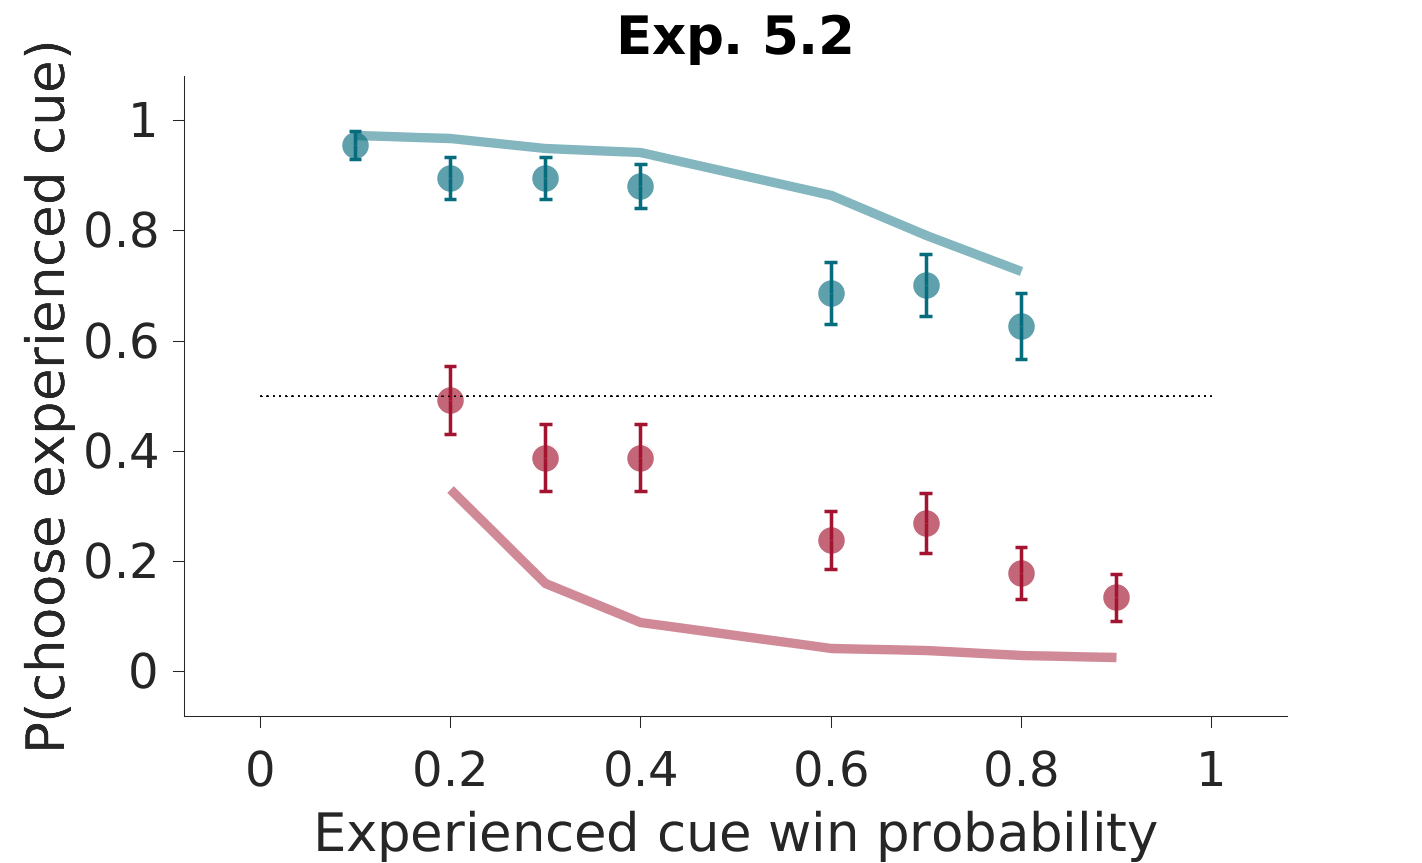 Exp. 5.2
P(choose experienced cue)
1
0.8
0.6
0.4
0.2
0
0 0.2 0.4 0.6 0.8 1
Experienced cue win probability